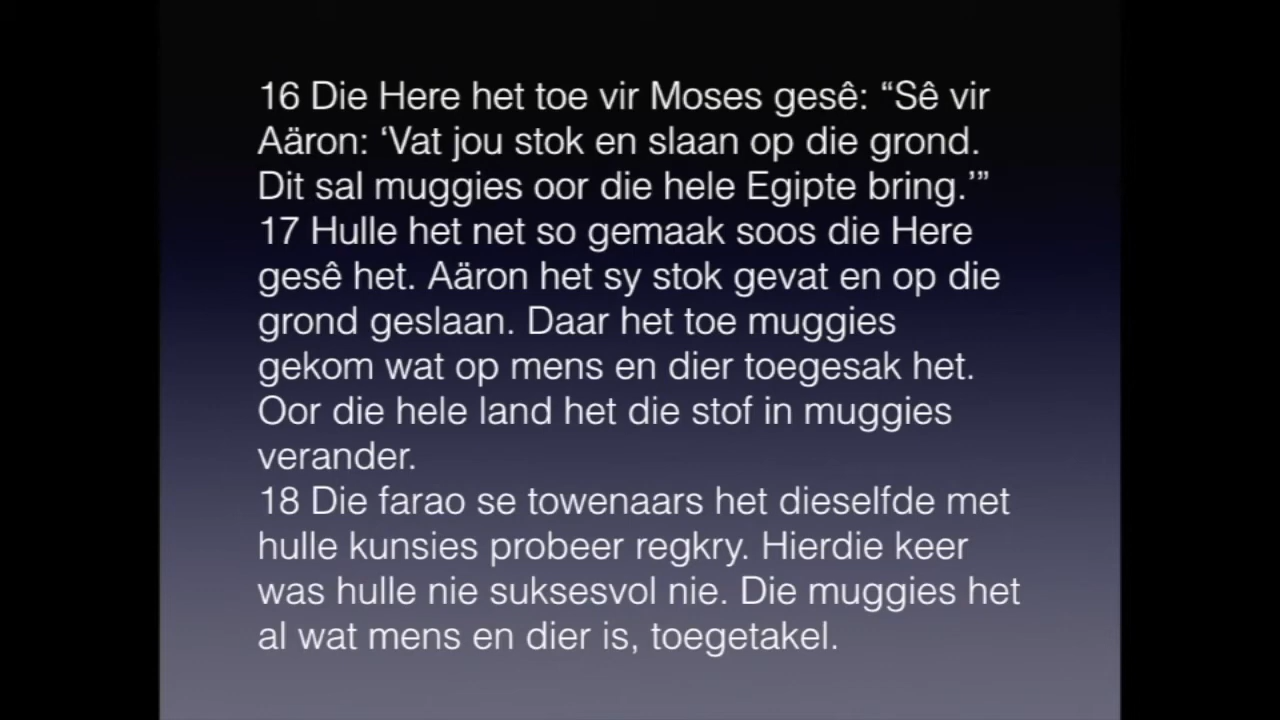 16 Die Here het toe vir Moses gesê: “Sê vir
Aäron: ‘Vat jou stok en slaan op die grond.
Dit sal muggies oor die hele Egipte bring.’”
17 Hulle het net so gemaak soos die Here
gesê het. Aäron het sy stok gevat en op die
grond geslaan. Daar het toe muggies
gekom wat op mens en dier toegesak het.
Oor die hele land het die stof in muggies
verander.
18 Die farao se towenaars het dieselfde met
hulle kunsies probeer regkry. Hierdie keer
was hulle nie suksesvol nie. Die muggies het
al wat mens en dier is, toegetakel.